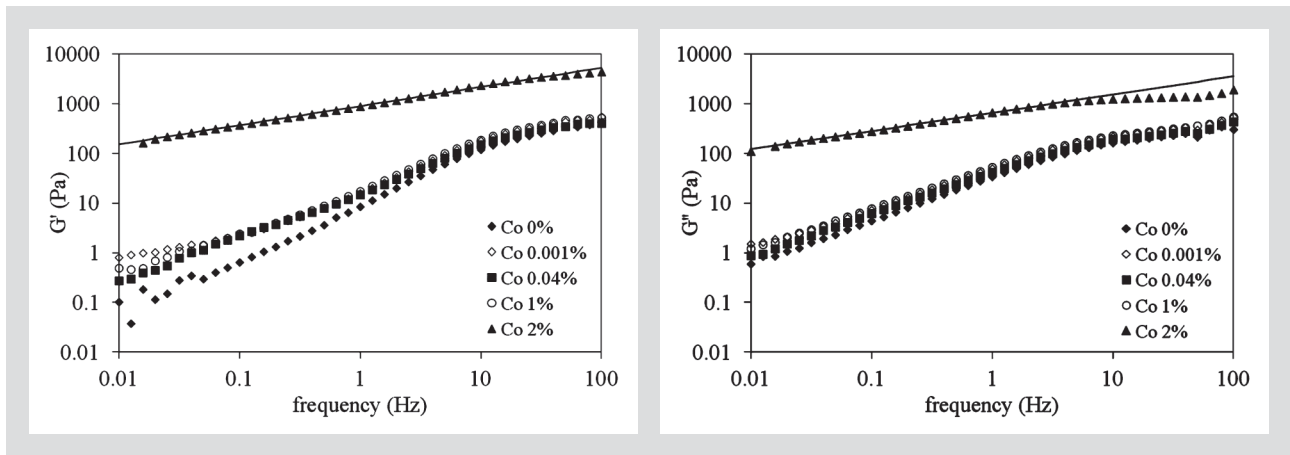 10000
1000
100
10
1
0.1
0.01
G' (Pa)
Co 0%
Co 0.001%
Co 0.04%
Co 1%
Co 2%
0.01 0.1 1 10 100
frequency (Hz)
10000
1000
100
10
1
0.1
0.01
G" (Pa)
Co 0%
Co 0.001%
Co 0.04%
Co 1%
Co 2%
0.01 0.1 1 10 100
frequency (Hz)